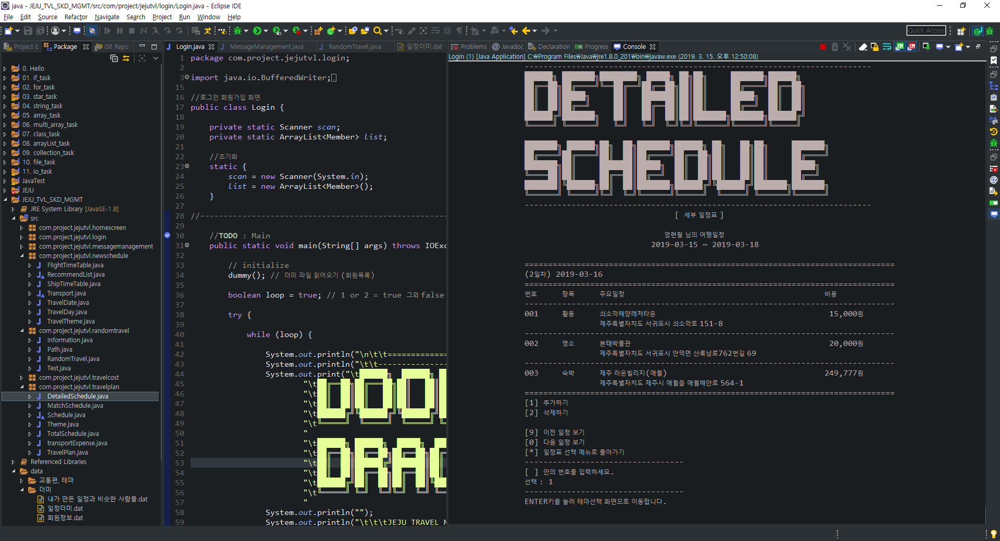 java - JEJU_TVL_SKD_MGMT/src/com/project/jejutvl/login/Login.java - Eclipse IDE
File Edit Source Refactor Navigate Search Project Run Window Help
Quick Access
Project E Package Git Repo
0. Hello
01. if_task
02. for_task
03. star_task
04. string_task
05. array_task
06. multi_array_task
07. class_task
08. arrayList_task
09. collection_task
10. file_task
11. io_task
JavaTest
JEJU
JEJU_TVL_SKD_MGMT
JRE System Library [JavaSE-1.8]
src
com.project.jejutvl.homescreen
com.project.jejutvl.login
com.project.jejutvl.messagemanagement
com.project.jejutvl.newschedule
FlightTimeTable.java
RecommendList.java
ShipTimeTable.java
Transport.java
TravelDate.java
TravelDay.java
TravelTheme.java
com.project.jejutvl.randomtravel
Information.java
Path.java
RandomTravel.java
Test.java
com.project.jejutvl.travelcost
com.project.jejutvl.travelplan
DetailedSchedule.java
MatchSchedule.java
Schedule.java
Theme.java
TotalSchedule.java
transportExpense.java
TravelPlan.java
Referenced Libraries
data
교통편, 테마
더미
내가 만든 일정과 비슷한 사람들.dat
일정더미.dat
회원정보.dat
Login.java MessageManagement.java RandomTravel.java 일정더미.dat
1 package com.project.jejutvl.login;
2
3 import java.io.BufferedWriter;
15
16 //로그인 회원가입 화면
17 public class Login {
18
19 private static Scanner scan;
20 private static ArrayList<Member> list;
21
22 //초기화
23 static {
24 scan = new Scanner(System.in);
25 list = new ArrayList<Member>();
26 }
27
28 //-----------------------------------------------------
29
30 //TODO : Main
31 public static void main(String[] args) throws IOExc
32
33 // initialize
34 dummy(); // 더미 파일 읽어오기 (회원목록)
35
36 boolean loop = true; // 1 or 2 = true 그외 false
37
38 try {
39
40 while (loop) {
41
42 System.out.println("\n\t\t=============
43 System.out.println("\t\t---------------
44 System.out.print("\t
45 "\t
46 "\t
47 "\t
48 "\t
49 "\t
50 "
51 "\t
52 "\t
53 "\t
54 "\t
55 "\t
56 "\t
57 "
58 System.out.println("");
59 System.out.println("\t\t\tJEJU TRAVEL M
Problems Javadoc Declaration Progress Console
Login (1) [Java Application] C:₩Program Files₩Java₩jre1.8.0_201₩bin₩javaw.exe (2019. 3. 15. 오후 12:50:08)
DETAILED
SCHEDULE
[ 세부 일정표 ]
엄현철 님의 여행일정
2019-03-15 ~ 2019-03-18
(2일차) 2019-03-16
번호 항목 주요일정 비용
001 활동 쇠소깍해양레저타운 15,000원
제주특별자치도 서귀포시 쇠소깍로 151-8
002 명소 본태박물관 20,000원
제주특별자치도 서귀포시 안덕면 산록남로762번길 69
003 숙박 제주 라온빌리지(애월) 249,777원
제주특별자치도 제주시 애월읍 애월해안로 564-1
[1] 추가하기
[2] 삭제하기
[9] 이전 일정 보기
[0] 다음 일정 보기
[*] 일정표 선택 메뉴로 돌아가기
[ ] 안의 번호를 입력하세요.
선택 : 1
ENTER키를 눌러 테마선택 화면으로 이동합니다.